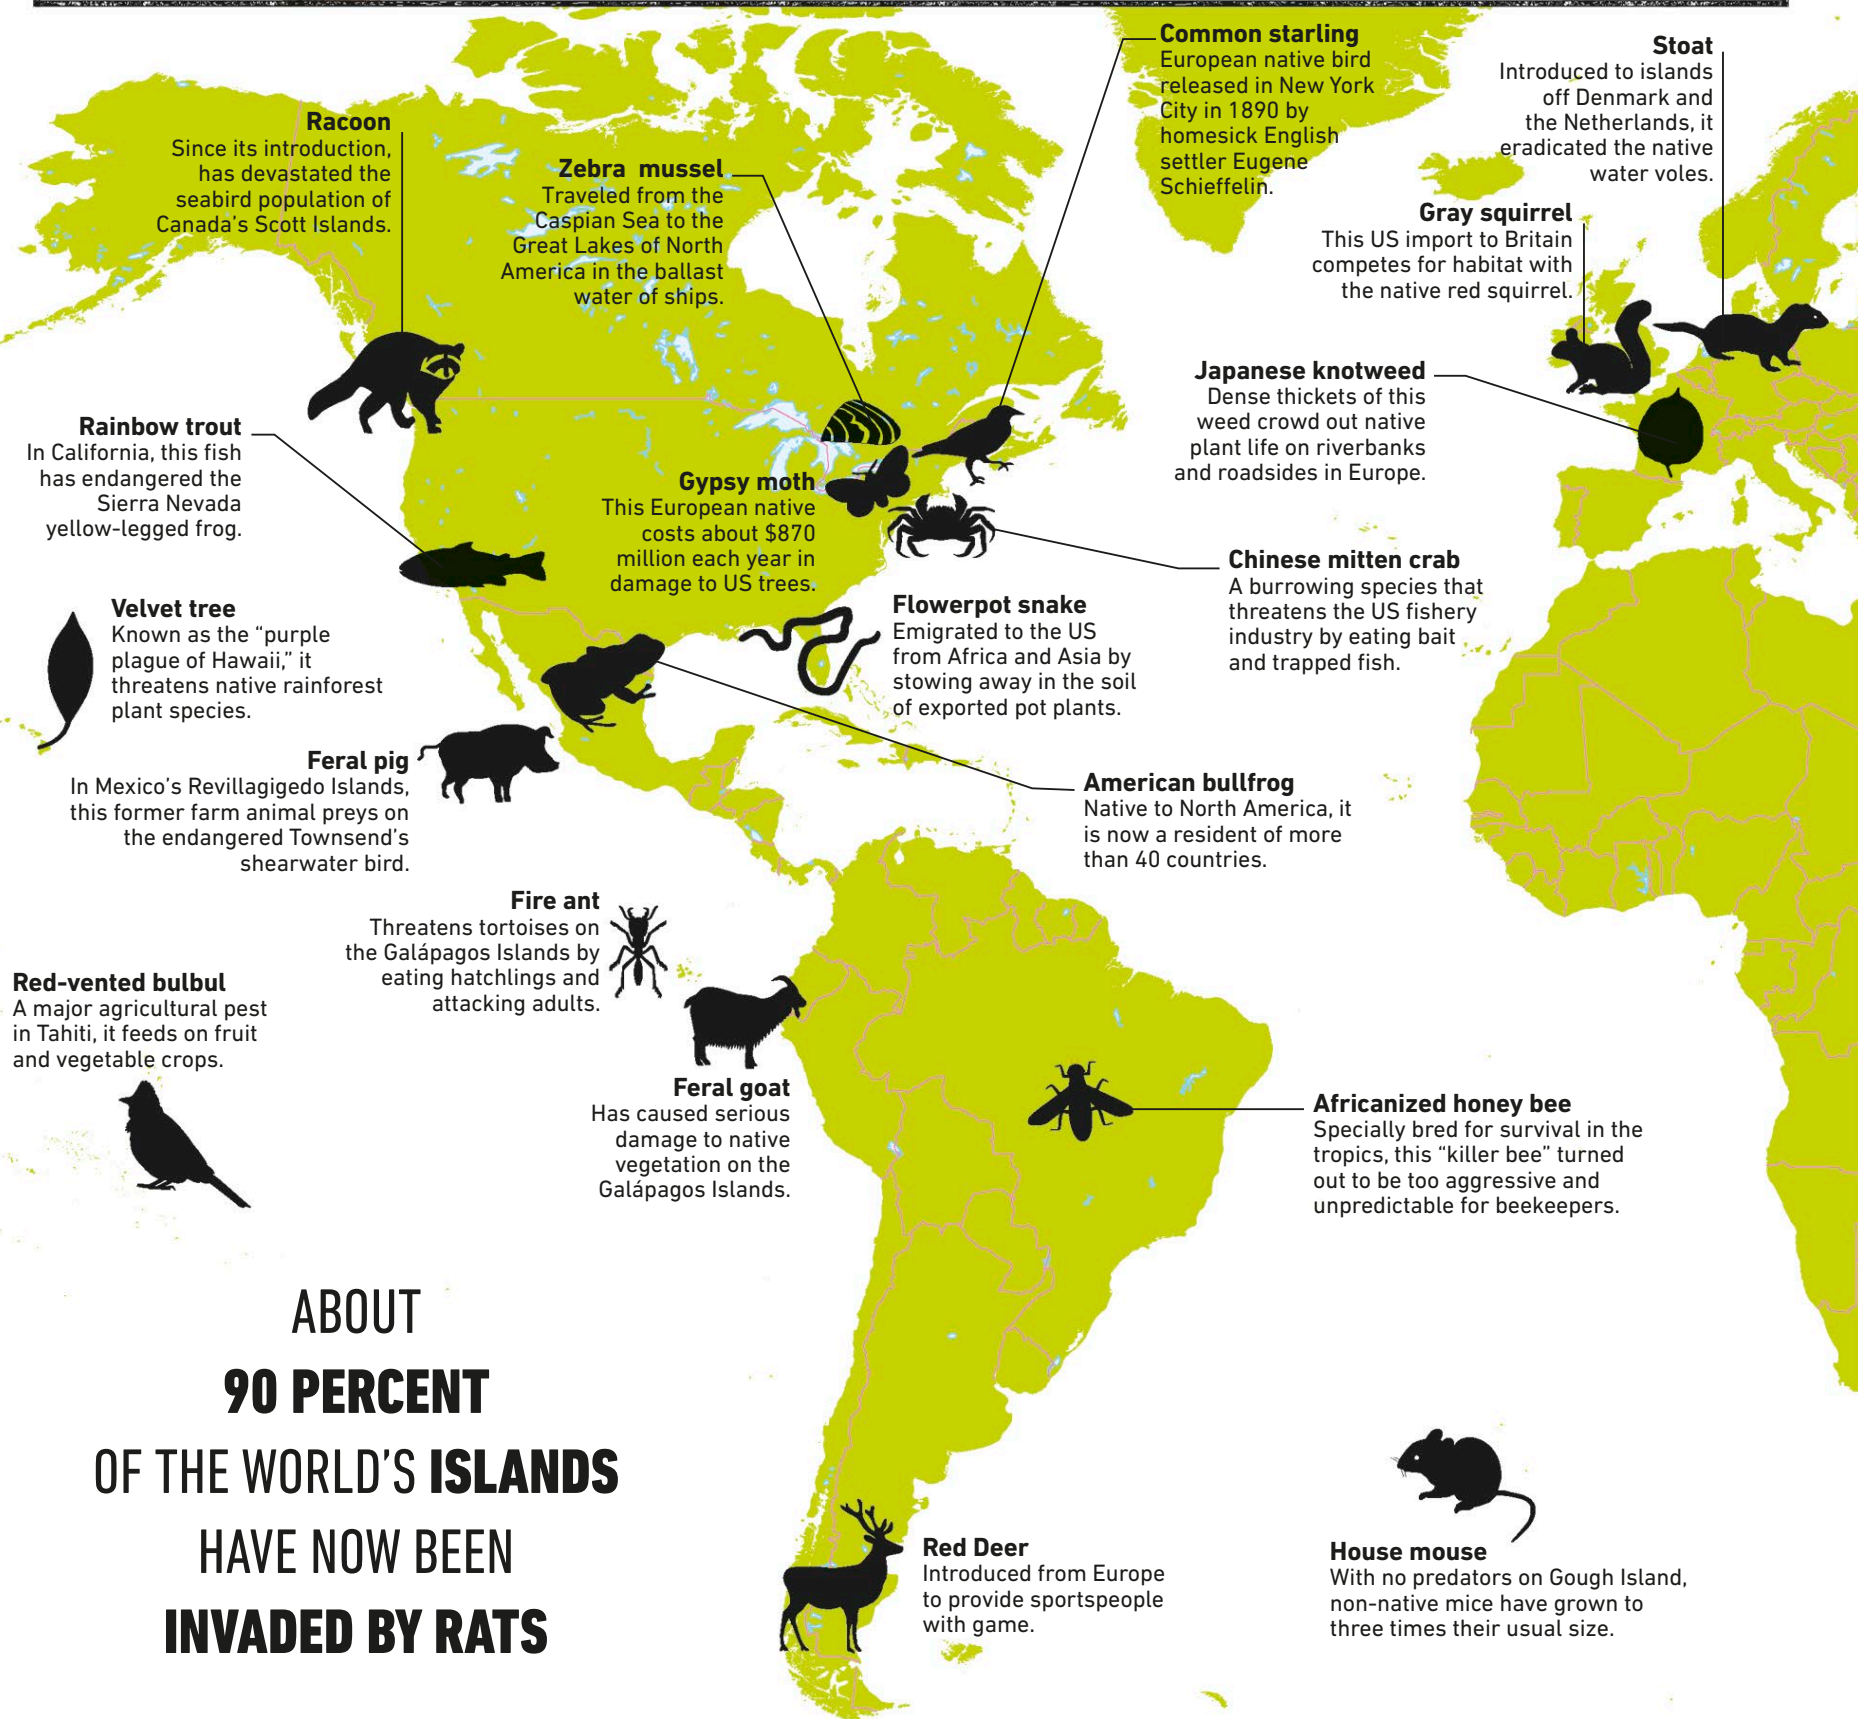 Common starling
European native bird
released in New York
City in 1890 by
homesick English
settler Eugene
Schieffelin.
Stoat
Introduced to islands
off Denmark and
the Netherlands, it
eradicated the native
water voles.
Racoon
Since its introduction,
has devastated the
seabird population of
Canada's Scott Islands.
Zebra mussel
Traveled from the
Caspian Sea to the
Great Lakes of North
America in the ballast
water of ships.
Gray squirrel
This US import to Britain
competes for habitat with
the native red squirrel.
Japanese knotweed
Dense thickets of this
weed crowd out native
plant life on riverbanks
and roadsides in Europe.
Rainbow trout
In California, this fish
has endangered the
Sierra Nevada
yellow-legged frog.
Gypsy moth
This European native
costs about $870
million each year in
damage to US trees.
Chinese mitten crab
A burrowing species that
threatens the US fishery
industry by eating bait
and trapped fish.
Velvet tree
Known as the “purple
plague of Hawaii,” it
threatens native rainforest
plant species.
Flowerpot snake
Emigrated to the US
from Africa and Asia by
stowing away in the soil
of exported pot plants.
Feral pig
In Mexico's Revillagigedo Islands,
this former farm animal preys on
the endangered Townsend's
shearwater bird.
American bullfrog
Native to North America, it
is now a resident of more
than 40 countries.
Fire ant
Threatens tortoises on
the Galápagos Islands by
eating hatchlings and
attacking adults.
Red-vented bulbul
A major agricultural pest
in Tahiti, it feeds on fruit
and vegetable crops.
Feral goat
Has caused serious
damage to native
vegetation on the
Galápagos Islands.
Africanized honey bee
Specially bred for survival in the
tropics, this “killer bee” turned
out to be too aggressive and
unpredictable for beekeepers.
ABOUT
90 PERCENT
OF THE WORLD'S ISLANDS
HAVE NOW BEEN
INVADED BY RATS
Red Deer
Introduced from Europe
to provide sportspeople
with game.
House mouse
With no predators on Gough Island,
non-native mice have grown to
three times their usual size.